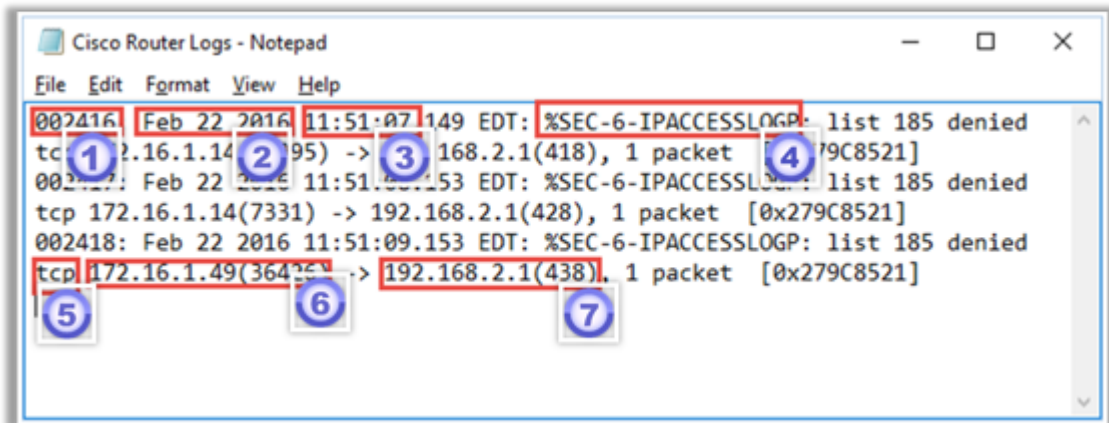 Cisco Router Logs - Notepad
File Edit Format View Help
002416 Feb 22 2016 11:51:07 149 EDT: %SEC-6-IPACCESSLOGP: list 185 denied
1 2 3 4
168.2.1(418), 1 packet 79C8521]
Feb 22 11:51: .153 EDT: %SEC-6-IPACCESSL list 185 denied
tcp 172.16.1.14(7331) -> 192.168.2.1(428), 1 packet [0x279C8521]
002418: Feb 22 2016 11:51:09.153 EDT: %SEC-6-IPACCESSLOGP: list 185 denied
tcp 172.16.1.49(36426) -> 192.168.2.1(438), 1 packet [0x279C8521]
5 6 7